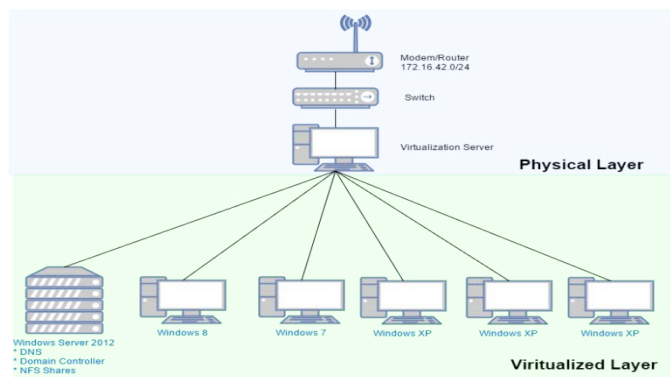 Modem/Router
172.16.42.0/24
Switch
Virtualization Server
Physical Layer
Windows Server 2012
* DNS
* Domain Controller
* NFS Shares
Windows 8
Windows 7
Windows XP
Windows XP
Windows XP
Viritualized Layer